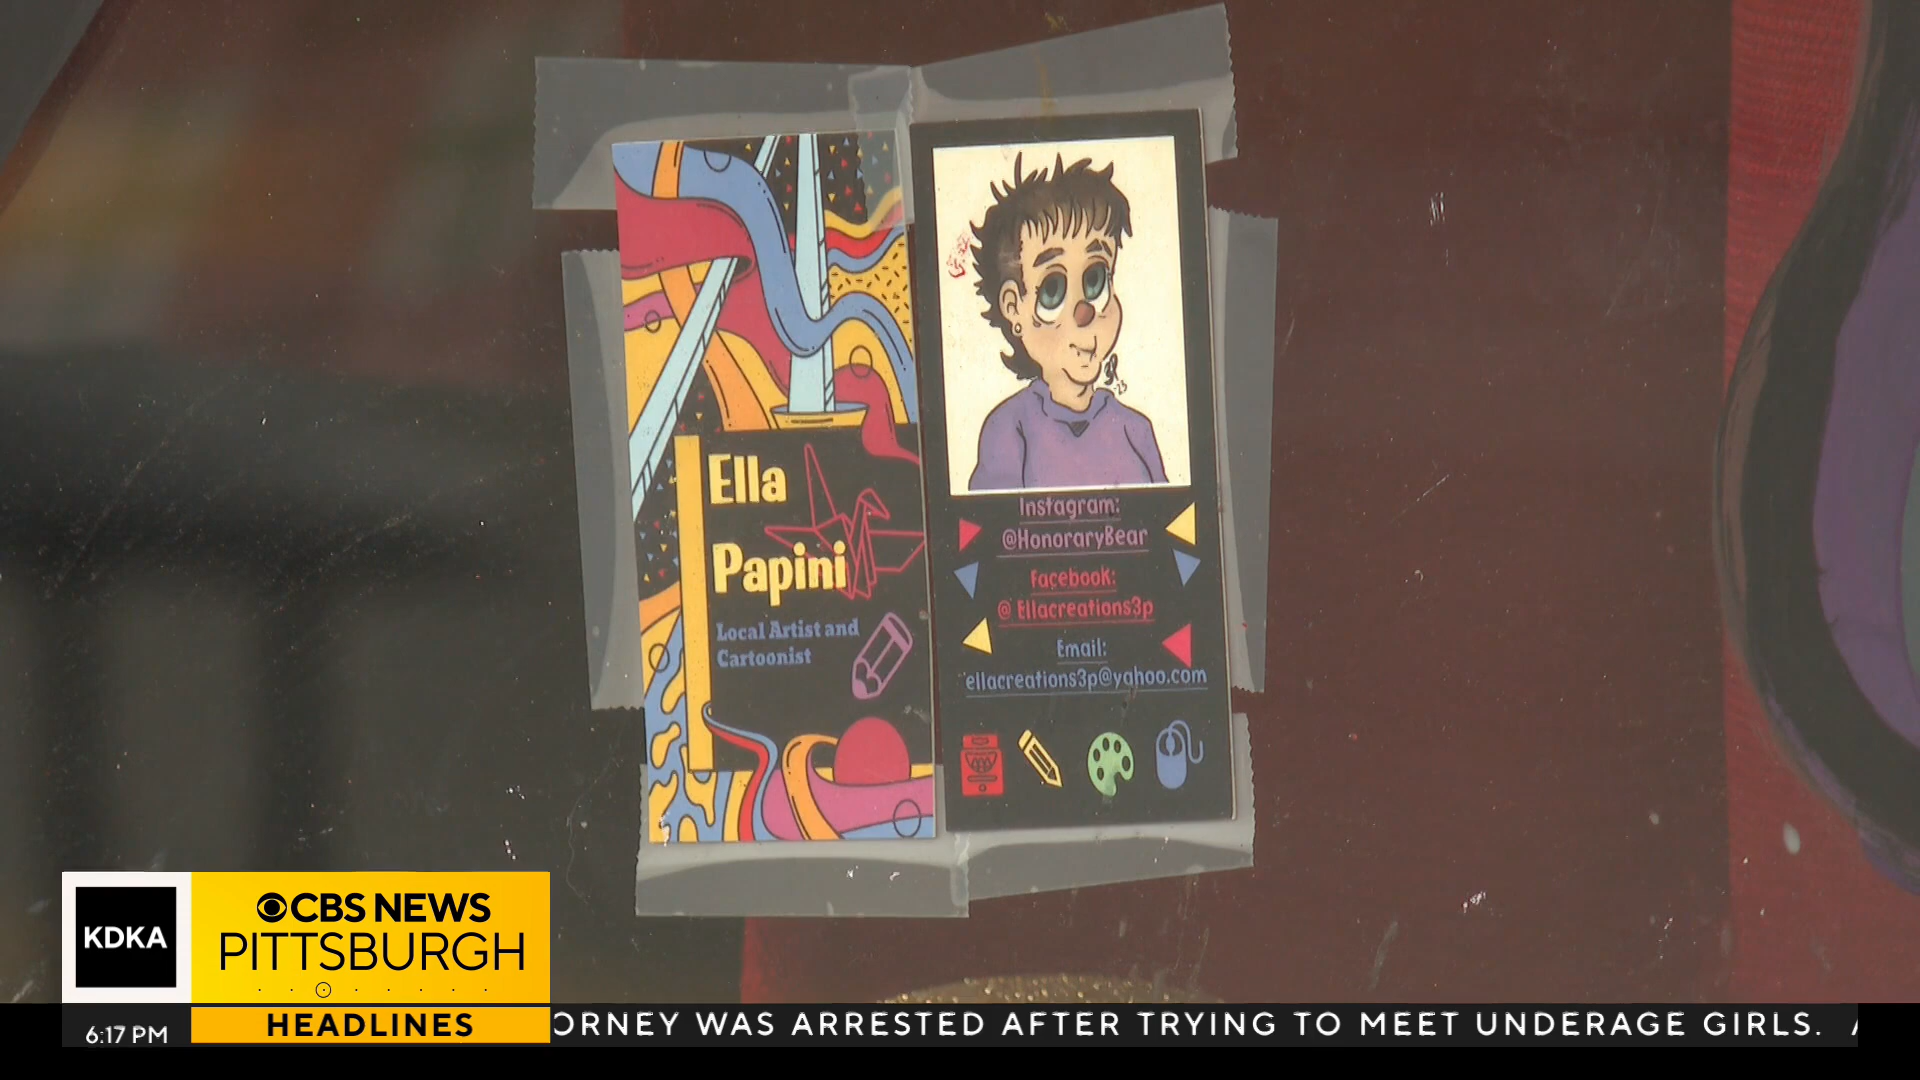 Ella
Papini
Local Artist and
Cartoonist
Instagram:
@HonoraryBear
Facebook:
@ Ellacreations3p
Email:
ellacreations3p@yahoo.com
KDKA
CBS NEWS
PITTSBURGH
6:17 PM
HEADLINES
ORNEY WAS ARRESTED AFTER TRYING TO MEET UNDERAGE GIRLS.